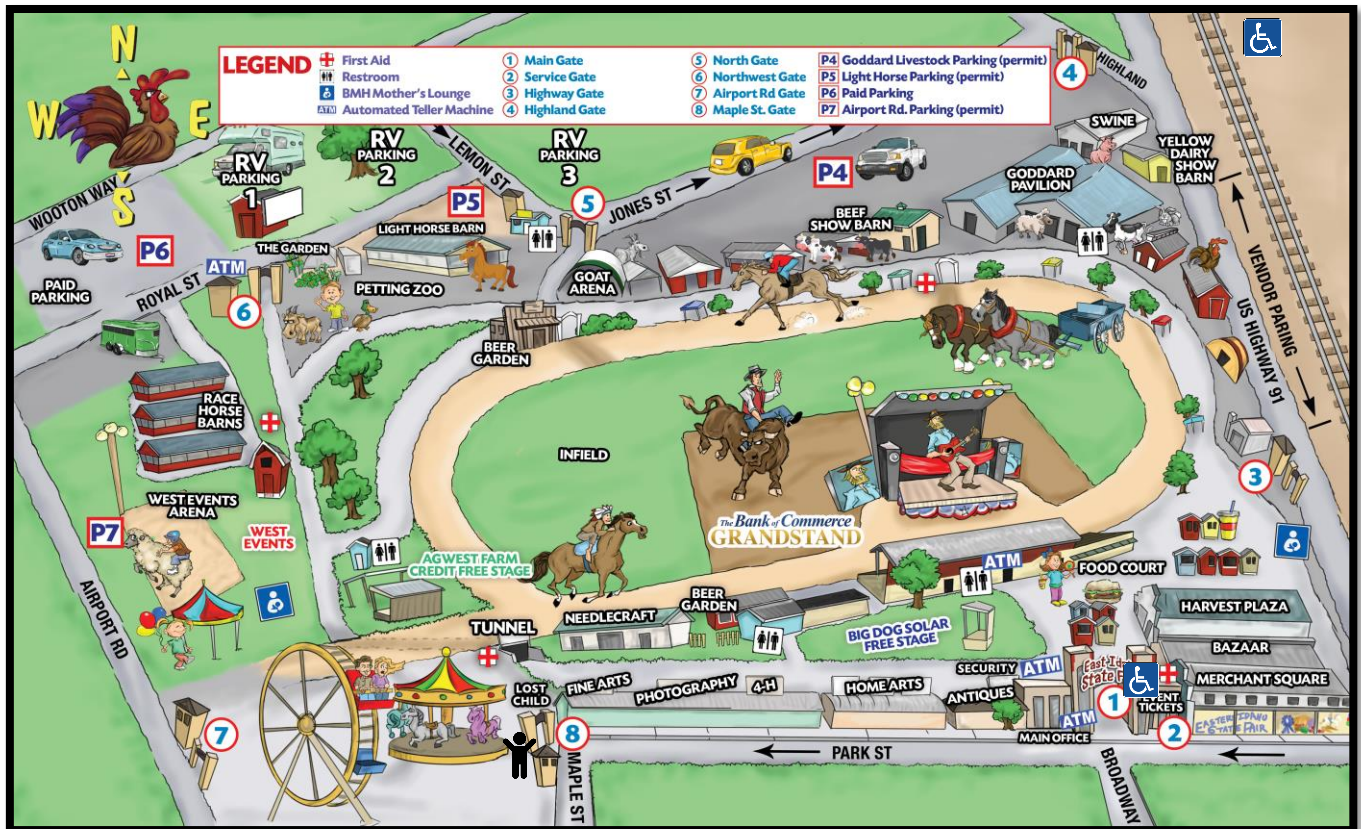 N
W
E
S
LEGEND
First Aid
Restroom
BMH Mother's Lounge
ATM Automated Teller Machine
1 Main Gate
2 Service Gate
3 Highway Gate
4 Highland Gate
5 North Gate
6 Northwest Gate
7 Airport Rd Gate
8 Maple St. Gate
P4 Goddard Livestock Parking (permit)
P5 Light Horse Parking (permit)
P6 Paid Parking
P7 Airport Rd. Parking (permit)
4
HIGHLAND
SWINE
YELLOW
DAIRY
SHOW
BARN
GODDARD
PAVILION
RV
PARKING
1
RV
PARKING
2
LEMON ST
RV
PARKING
3
P4
JONES ST
5
P5
LIGHT HORSE BARN
BEEF
SHOW BARN
WOOTON WAY
P6
PAID
PARKING
ROYAL ST
ATM
6
THE GARDEN
PETTING ZOO
GOAT
ARENA
VENDOR PARKING
US HIGHWAY 91
BEER
GARDEN
RACE
HORSE
BARNS
INFIELD
3
WEST EVENTS
ARENA
P7
WEST
EVENTS
The Bank of Commerce
GRANDSTAND
AGWEST FARM
CREDIT FREE STAGE
ATM
FOOD COURT
AIRPORT RD
NEEDLECRAFT
BEER
GARDEN
HARVEST PLAZA
TUNNEL
BIG DOG SOLAR
FREE STAGE
BAZAAR
SECURITY
ATM
MERCHANT SQUARE
LOST
CHILD
FINE ARTS
PHOTOGRAPHY
4-H
HOME ARTS
ANTIQUES
ATM
MAIN OFFICE
East
State
1
TICKETS
2
EASTERN IDAHO
STATE FAIR
7
8
PARK ST
MAPLE ST
BROADWAY